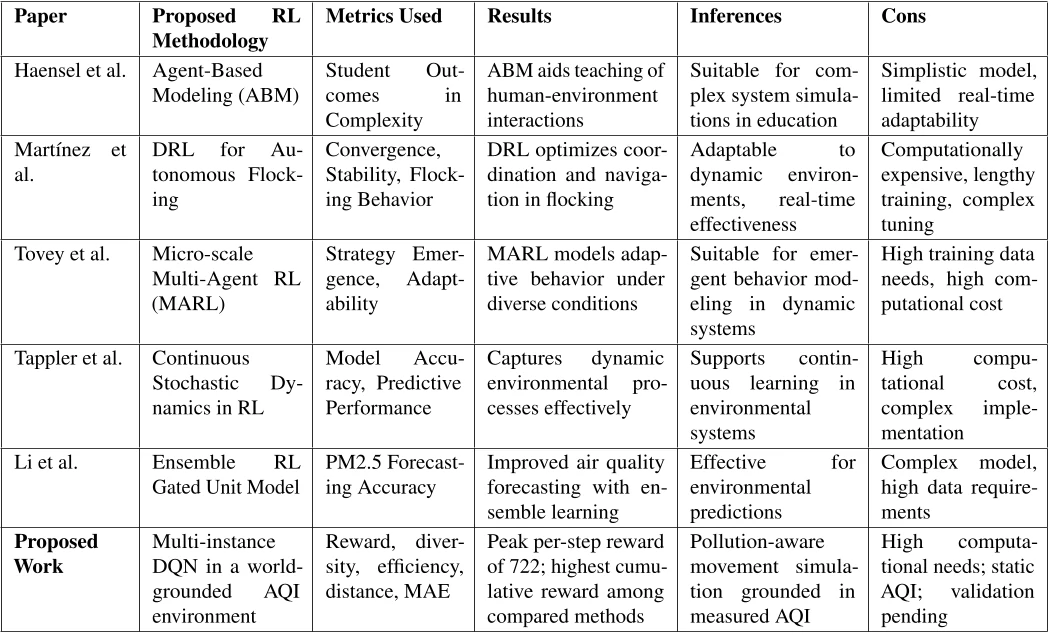 Paper
Proposed RL
Methodology
Metrics Used
Results
Inferences
Cons
Haensel et al.
Agent-Based
Modeling (ABM)
Student Out-
comes in
Complexity
ABM aids teaching of
human-environment
interactions
Suitable for com-
plex system simula-
tions in education
Simplistic model,
limited real-time
adaptability
Martínez et
al.
DRL for Au-
tonomous Flock-
ing
Convergence,
Stability, Flock-
ing Behavior
DRL optimizes coor-
dination and naviga-
tion in flocking
Adaptable to
dynamic environ-
ments, real-time
effectiveness
Computationally
expensive, lengthy
training, complex
tuning
Tovey et al.
Micro-scale
Multi-Agent RL
(MARL)
Strategy Emer-
gence, Adapt-
ability
MARL models adap-
tive behavior under
diverse conditions
Suitable for emer-
gent behavior mod-
eling in dynamic
systems
High training data
needs, high com-
putational cost
Tappler et al.
Continuous
Stochastic Dy-
namics in RL
Model Accu-
racy, Predictive
Performance
Captures dynamic
environmental pro-
cesses effectively
Supports contin-
uous learning in
environmental
systems
High compu-
tational cost,
complex imple-
mentation
Li et al.
Ensemble RL
Gated Unit Model
PM2.5 Forecast-
ing Accuracy
Improved air quality
forecasting with en-
semble learning
Effective for
environmental
predictions
Complex model,
high data require-
ments
Proposed
Work
Multi-instance
DQN in a world-
grounded AQI
environment
Reward, diver-
sity, efficiency,
distance, MAE
Peak per-step reward
of 722; highest cumu-
lative reward among
compared methods
Pollution-aware
movement simula-
tion grounded in
measured AQI
High computa-
tional needs; static
AQI; validation
pending